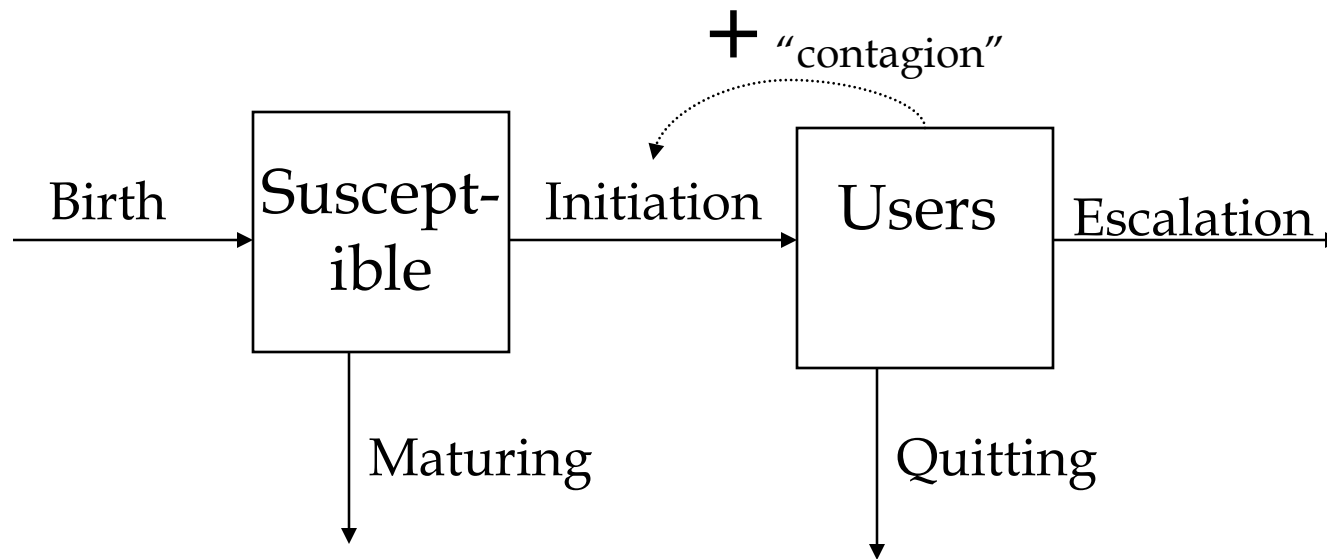 + “contagion”
Birth
Suscept-
ible
Initiation
Users
Escalation
Maturing
Quitting